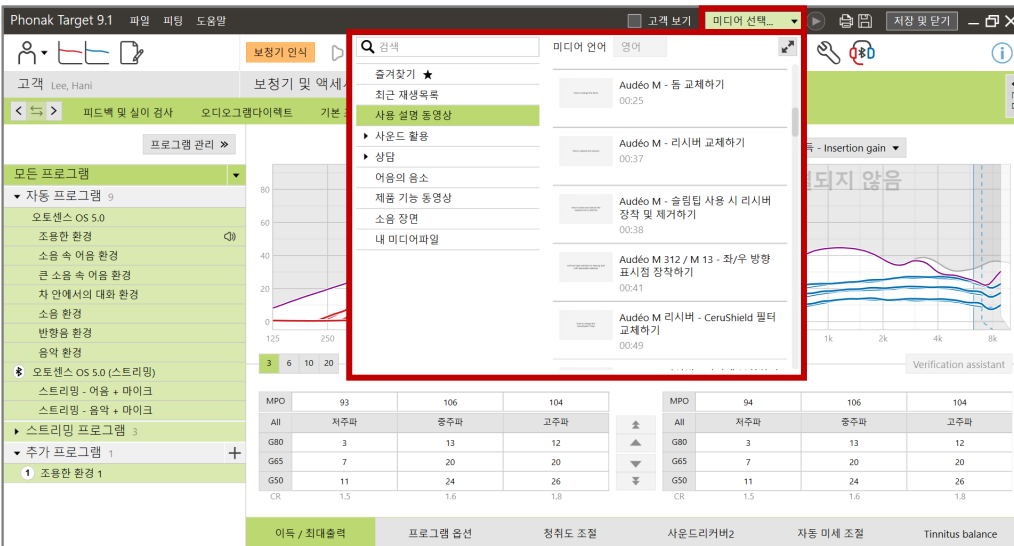 Phonak Target 9.1 파일 피팅 도움말 고객 보기 미디어 선택... 저장 및 닫기
보청기 인식
고객 Lee, Hani
보청기 및 액세
피드백 및 실이 검사 오디오그램다이렉트 기본
검색
미디어 언어 영어
즐겨찾기 ★
최근 재생목록
사용 설명 동영상
사운드 활용
상담
어음의 음소
제품 기능 동영상
소음 장면
내 미디어파일
Audéo M - 돔 교체하기
00:25
Audéo M - 리시버 교체하기
00:37
Audéo M - 슬림팁 사용 시 리시버
장착 및 제거하기
00:38
Audéo M 312 / M 13 - 좌/우 방향
표시점 장착하기
00:41
Audéo M 리시버 - CeruShield 필터
교체하기
00:49
프로그램 관리 »
모든 프로그램
자동 프로그램 9
오토센스 OS 5.0
조용한 환경
소음 속 어음 환경
큰 소음 속 어음 환경
차 안에서의 대화 환경
소음 환경
반향음 환경
음악 환경
오토센스 OS 5.0 (스트리밍)
스트리밍 - 어음 + 마이크
스트리밍 - 음악 + 마이크
스트리밍 프로그램 3
추가 프로그램 1
1 조용한 환경 1
- Insertion gain
되지 않음
80
60
40
20
0
125 250 1k 2k 4k 8k
3 6 10 20
Verification assistant
MPO 93 106 104 MPO 94 106 104
All 저주파 중주파 고주파 All 저주파 중주파 고주파
G80 3 13 12 G80 3 13 12
G65 7 20 20 G65 7 20 20
G50 11 24 26 G50 11 24 26
CR 1.5 1.6 1.8 CR 1.5 1.6 1.8
이득 / 최대출력 프로그램 옵션 청취도 조절 사운드리커버2 자동 미세 조절 Tinnitus balance